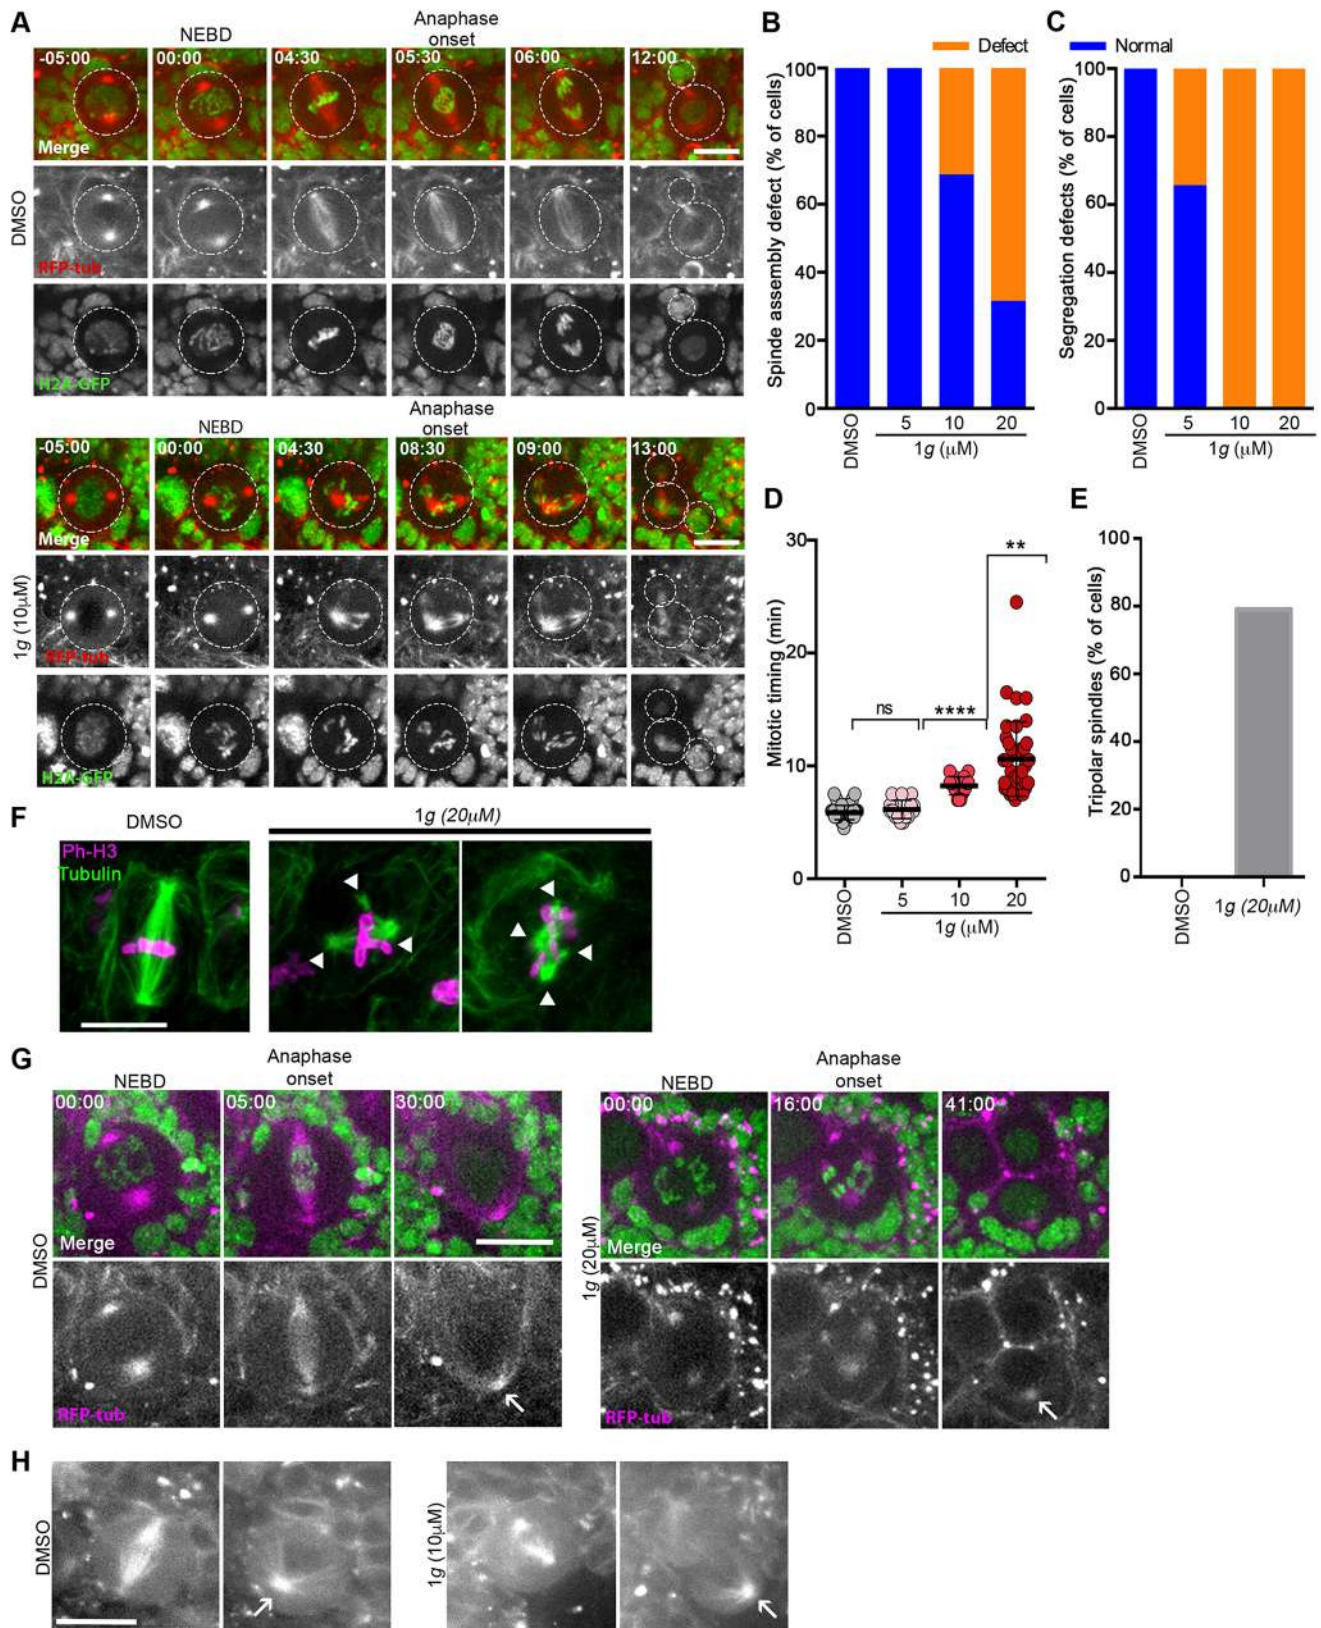 A
NEBD
Anaphase
onset
-05:00
00:00
04:30
05:30
06:00
12:00
Merge
DMSO
RFP-tub
H2A-GFP
NEBD
Anaphase
onset
-05:00
00:00
04:30
08:30
09:00
13:00
Merge
1g (10µM)
RFP-tub
H2A-GFP
B
C
Defect
Normal
Spinde assembly defect (% of cells)
100
80
60
40
20
0
DMSO
5
10
20
1g (µM)
Segregation defects (% of cells)
100
80
60
40
20
0
DMSO
5
10
20
1g (µM)
D
Mitotic timing (min)
30
20
10
0
ns
****
**
DMSO
5
10
20
1g (µM)
E
Tripolar spindles (% of cells)
100
80
60
40
20
0
DMSO
1g (20µM)
F
DMSO
1g (20µM)
Ph-H3
Tubulin
G
NEBD
Anaphase
onset
00:00
05:00
30:00
Merge
DMSO
RFP-tub
NEBD
Anaphase
onset
00:00
16:00
41:00
Merge
1g (20µM)
RFP-tub
H
DMSO
1g (10µM)